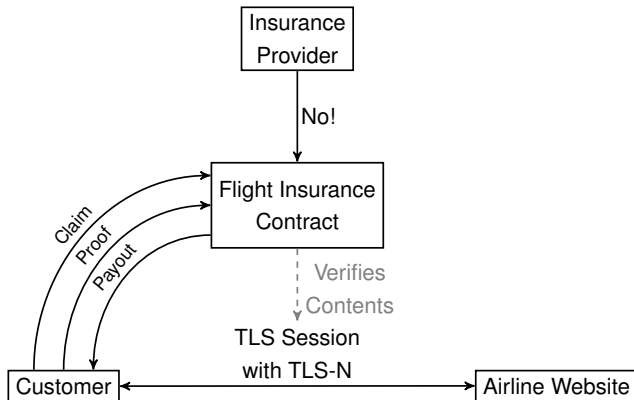 Insurance
Provider
No!
Flight Insurance
Contract
Claim
Proof
Payout
Verifies
Contents
TLS Session
with TLS-N
Customer
Airline Website